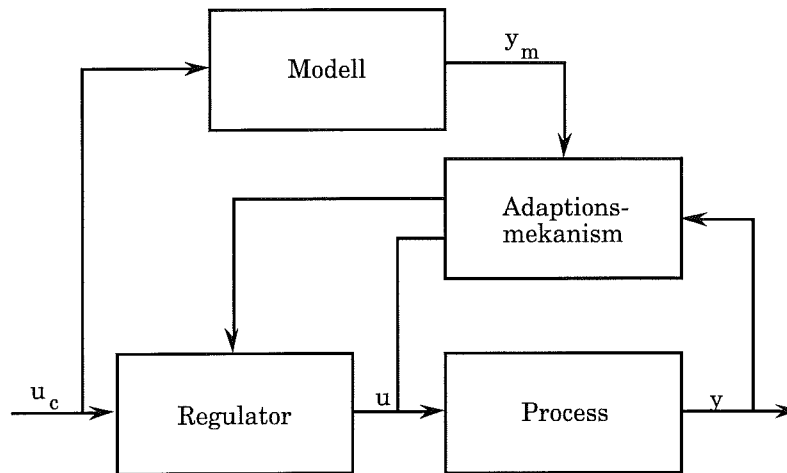 y_m
Modell
Adaptions-
mekanism
u_c
Regulator
u
Process
y